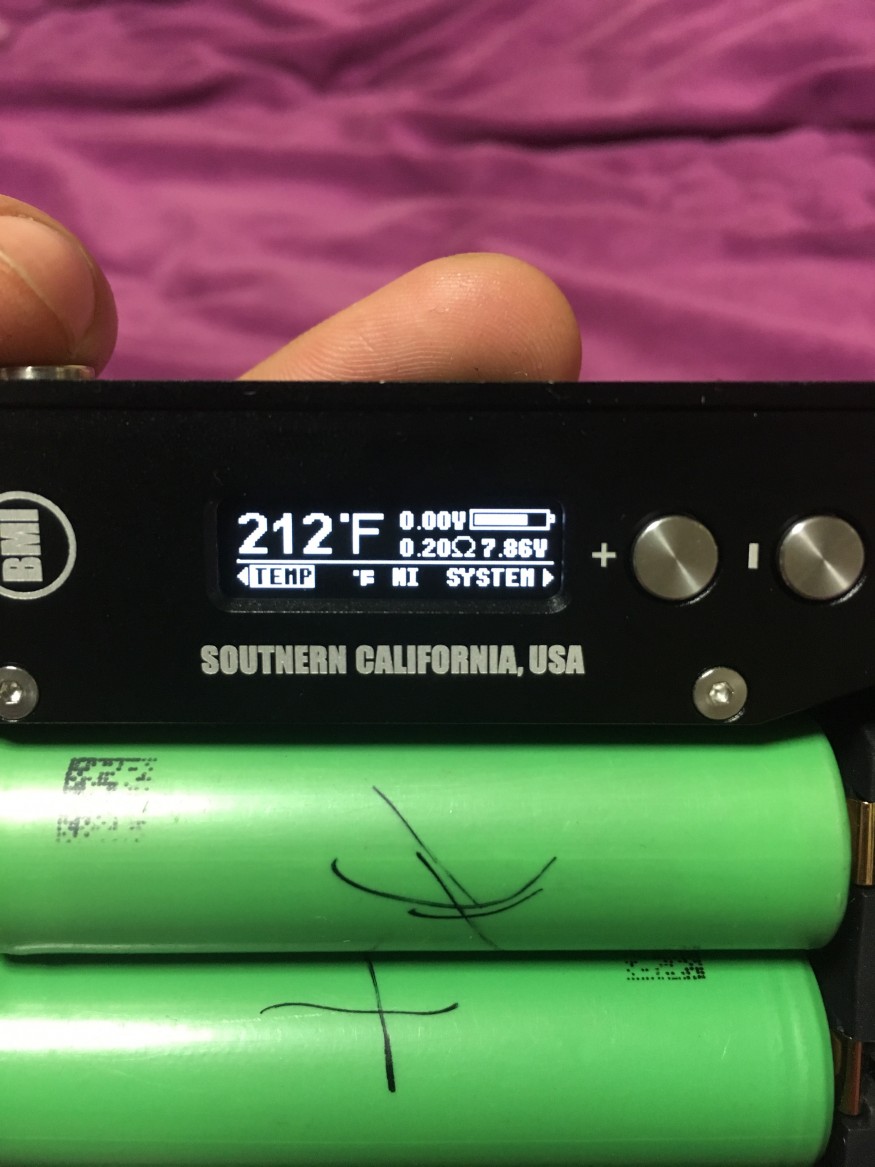 BMI
212°F 0.00V
0.20Ω 7.86V
TEMP °F NI SYSTEM
+ -
SOUTNERN CALIFORNIA, USA